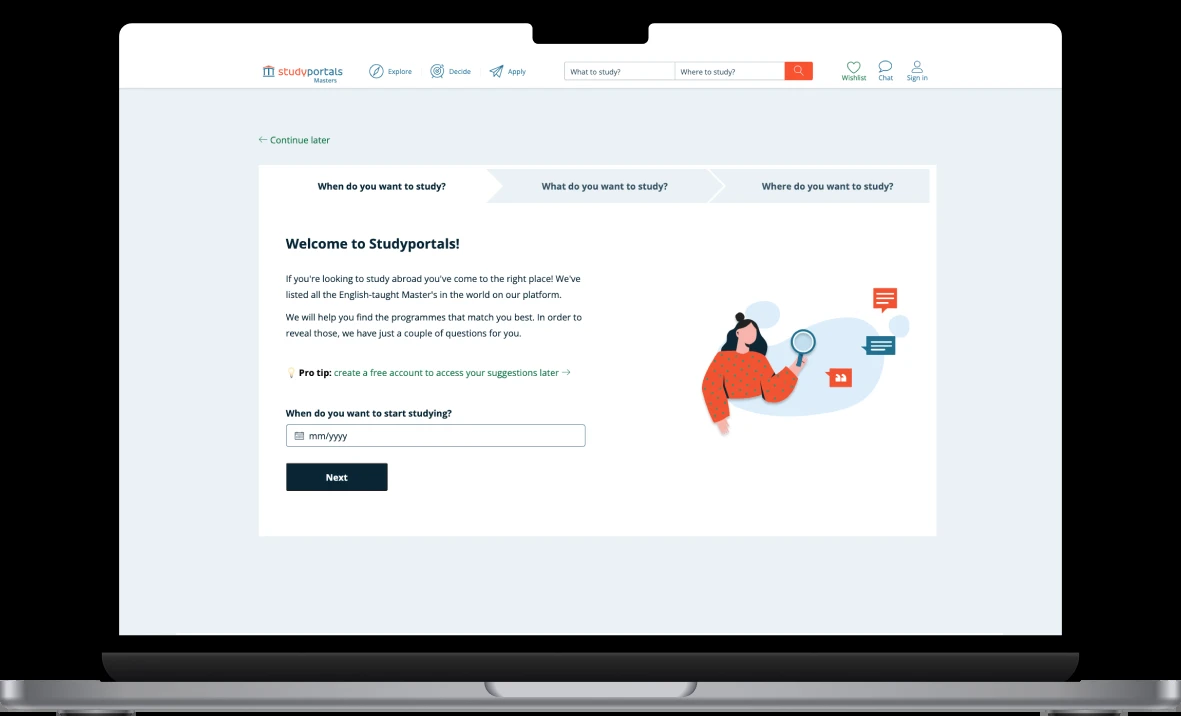 studyportals
Masters
Explore
Decide
Apply
What to study?
Where to study?
Wishlist
Chat
Sign in
← Continue later
When do you want to study?
What do you want to study?
Where do you want to study?
Welcome to Studyportals!
If you're looking to study abroad you've come to the right place! We've
listed all the English-taught Master's in the world on our platform.
We will help you find the programmes that match you best. In order to
reveal those, we have just a couple of questions for you.
Pro tip: create a free account to access your suggestions later →
When do you want to start studying?
mm/yyyy
Next